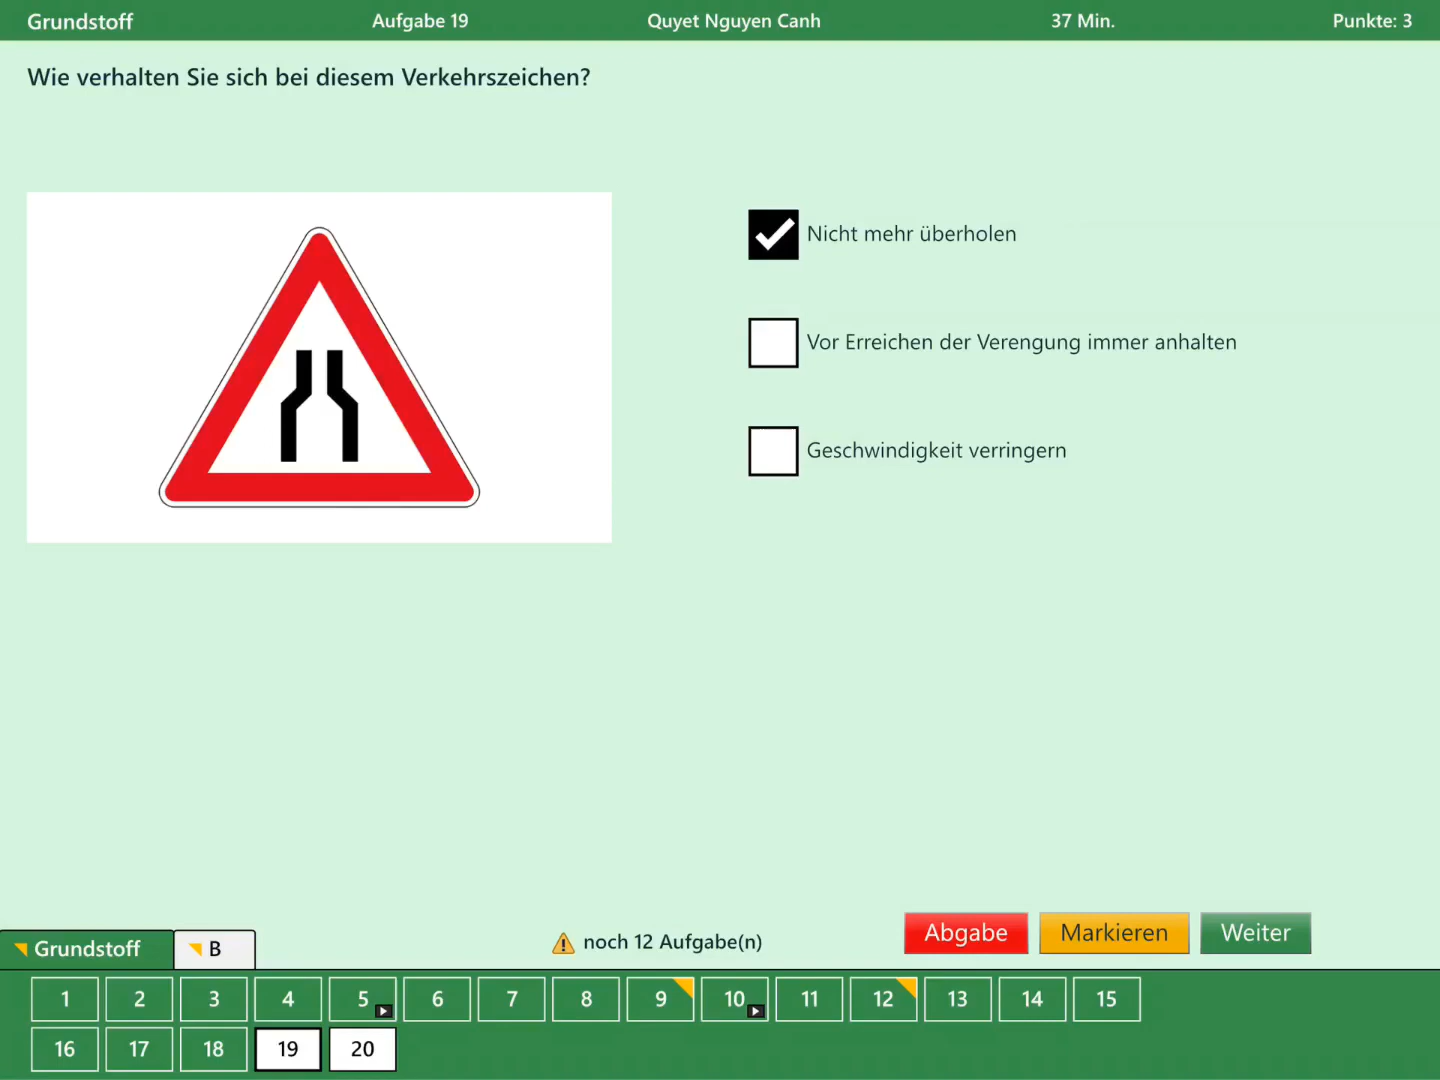 Grundstoff Aufgabe 19 Quyet Nguyen Canh 37 Min. Punkte: 3
Wie verhalten Sie sich bei diesem Verkehrszeichen?
Nicht mehr überholen
Vor Erreichen der Verengung immer anhalten
Geschwindigkeit verringern
Grundstoff B noch 12 Aufgabe(n) Abgabe Markieren Weiter
1 2 3 4 5 6 7 8 9 10 11 12 13 14 15
16 17 18 19 20